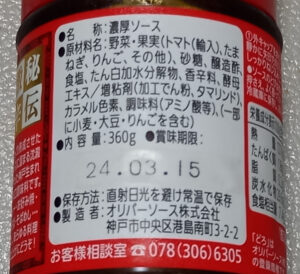 秘伝
●名称：濃厚ソース
●原材料名：野菜・果実(トマト(輸入)、たま
ねぎ、りんご、その他)、砂糖、醸造酢、
食塩、たん白加水分解物、香辛料、酵母
エキス／増粘剤(加工でん粉、タマリンド)、
カラメル色素、調味料(アミノ酸等)、(一部
に小麦・大豆・りんごを含む)
●内容量：360g ●賞味期限：
24.03.15
●保存方法：直射日光を避け常温で保存
●製造者：オリバーソース株式会社
神戸市中央区港島南町3-2-2
お客様相談室 ☎078(306)6305